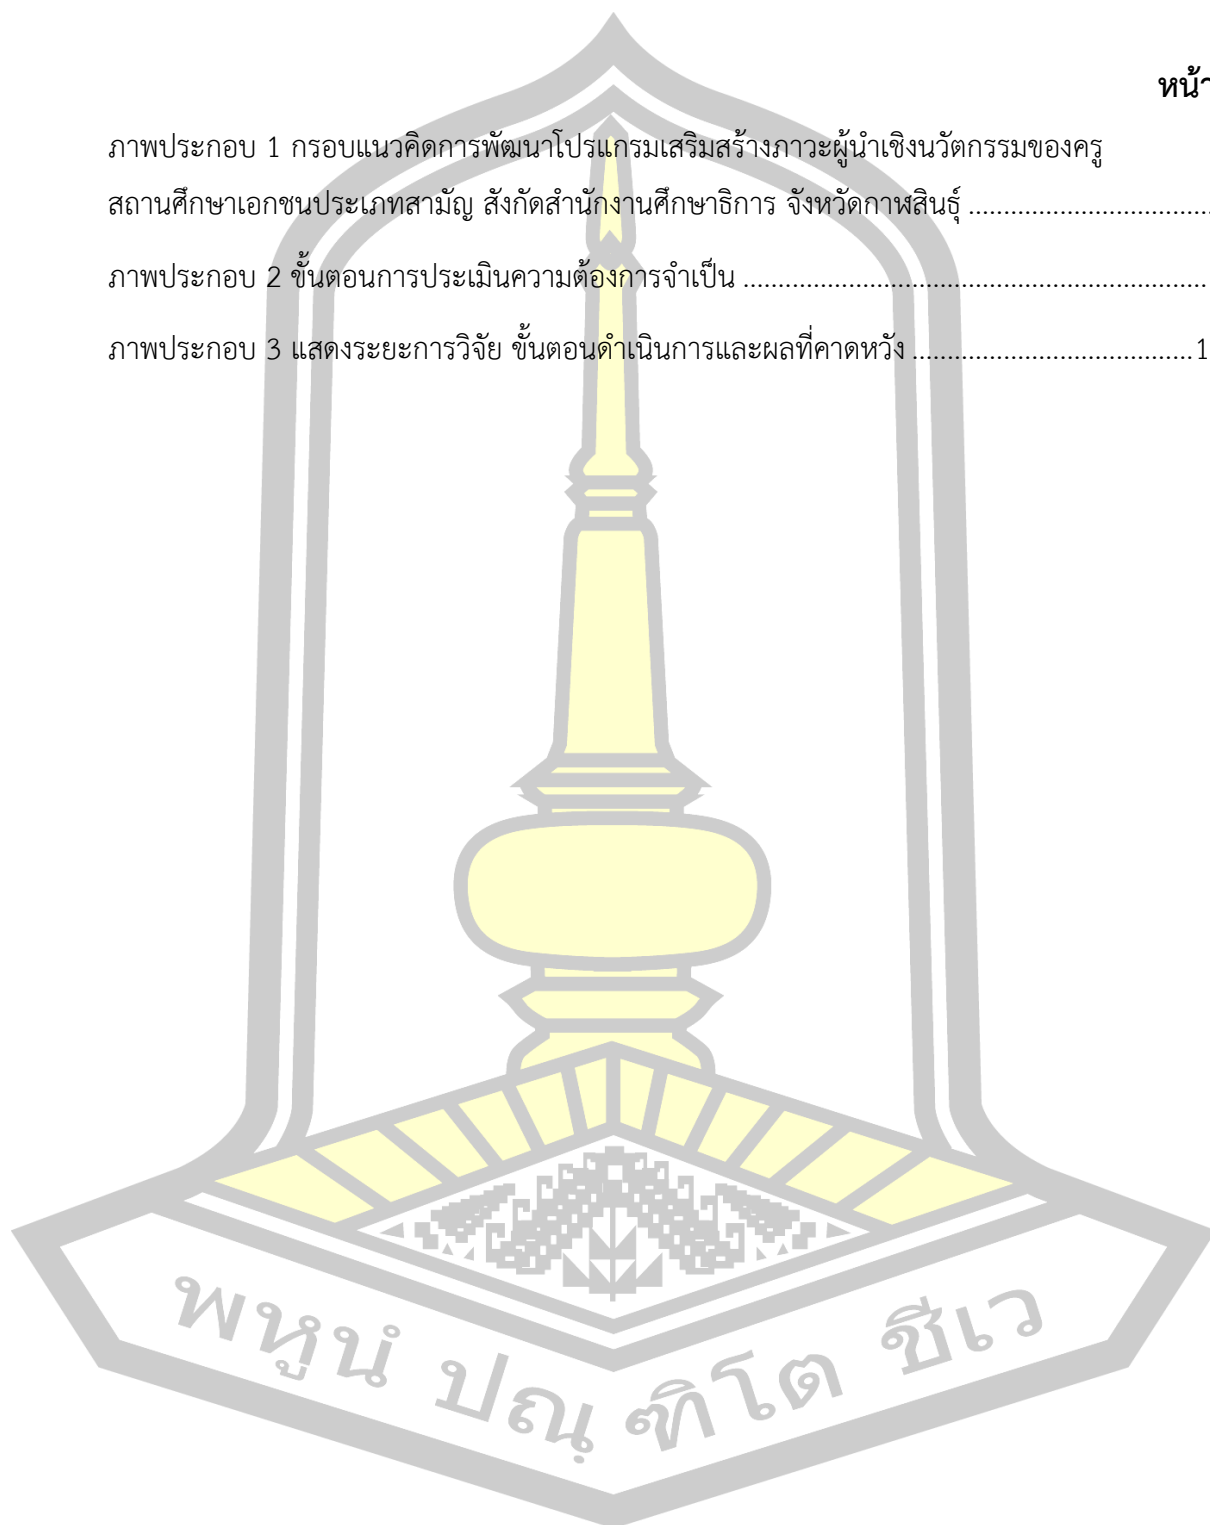 หน้า
ภาพประกอบ 1 กรอบแนวคิดการพัฒนาโปรแกรมเสริมสร้างภาวะผู้นำเชิงนวัตกรรมของครู
สถานศึกษาเอกชนประเภทสามัญ สังกัดสำนักงานศึกษาธิการ จังหวัดกาฬสินธุ์ ...................................
ภาพประกอบ 2 ขั้นตอนการประเมินความต้องการจำเป็น ...................................................................
ภาพประกอบ 3 แสดงระยะการวิจัย ขั้นตอนดำเนินการและผลที่คาดหวัง ........................................1
พหูนํ ปณฺฑิโต ชีเว